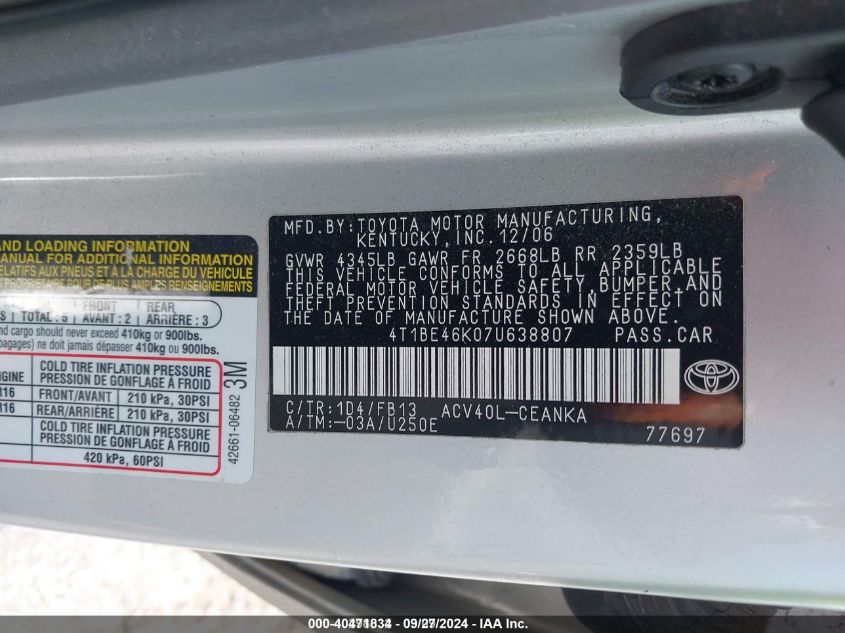 AND LOADING INFORMATION
MANUAL FOR ADDITIONAL INFORMATION
RELATIFS AUX PNEUS ET À LA CHARGE DU VÉHICULE
PROPRIÉTAIRE POUR DE PLUS AMPLES RENSEIGNEMENTS
FRONT REAR
TOTAL : 5 AVANT : 2 ARRIÈRE : 3
and cargo should never exceed 410kg or 900lbs.
ne doit jamais dépasser 410kg ou 900lbs.
COLD TIRE INFLATION PRESSURE
PRESSION DE GONFLAGE À FROID
FRONT/AVANT 210 kPa, 30PSI
REAR/ARRIÈRE 210 kPa, 30PSI
COLD TIRE INFLATION PRESSURE
PRESSION DE GONFLAGE À FROID
420 kPa, 60PSI
42661-06482 3M
MFD.BY:TOYOTA MOTOR MANUFACTURING,
KENTUCKY,INC.12/06
GVWR 4345LB GAWR FR 2668LB RR 2359LB
THIS VEHICLE CONFORMS TO ALL APPLICABLE
FEDERAL MOTOR VEHICLE SAFETY,BUMPER,AND
THEFT PREVENTION STANDARDS IN EFFECT ON
THE DATE OF MANUFACTURE SHOWN ABOVE.
4T1BE46K07U638807 PASS.CAR
C/TR:1D4/FB13 ACV40L-CEANKA
A/TM:-03A/U250E
77697
000-40471834 - 09/27/2024 - © IAA, Inc.